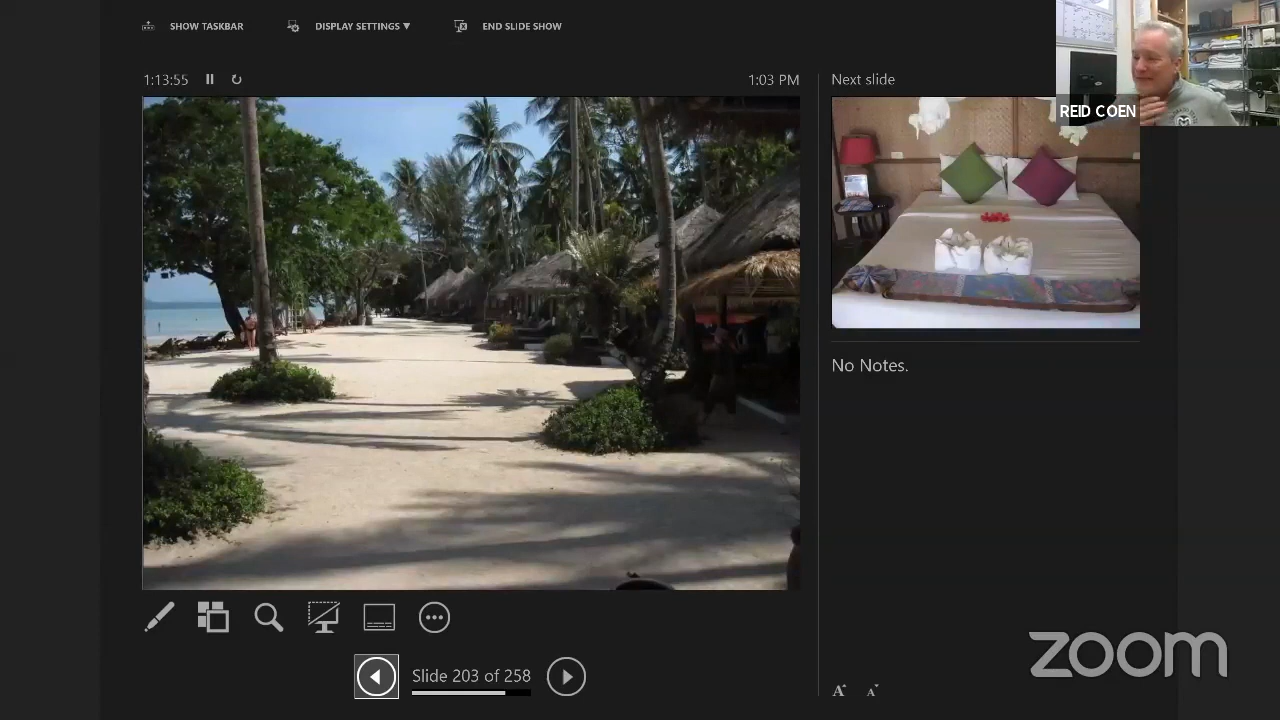 SHOW TASKBAR
DISPLAY SETTINGS ▼
END SLIDE SHOW
1:13:55
1:03 PM
Next slide
REID COEN
No Notes.
Slide 203 of 258
A A
zoom